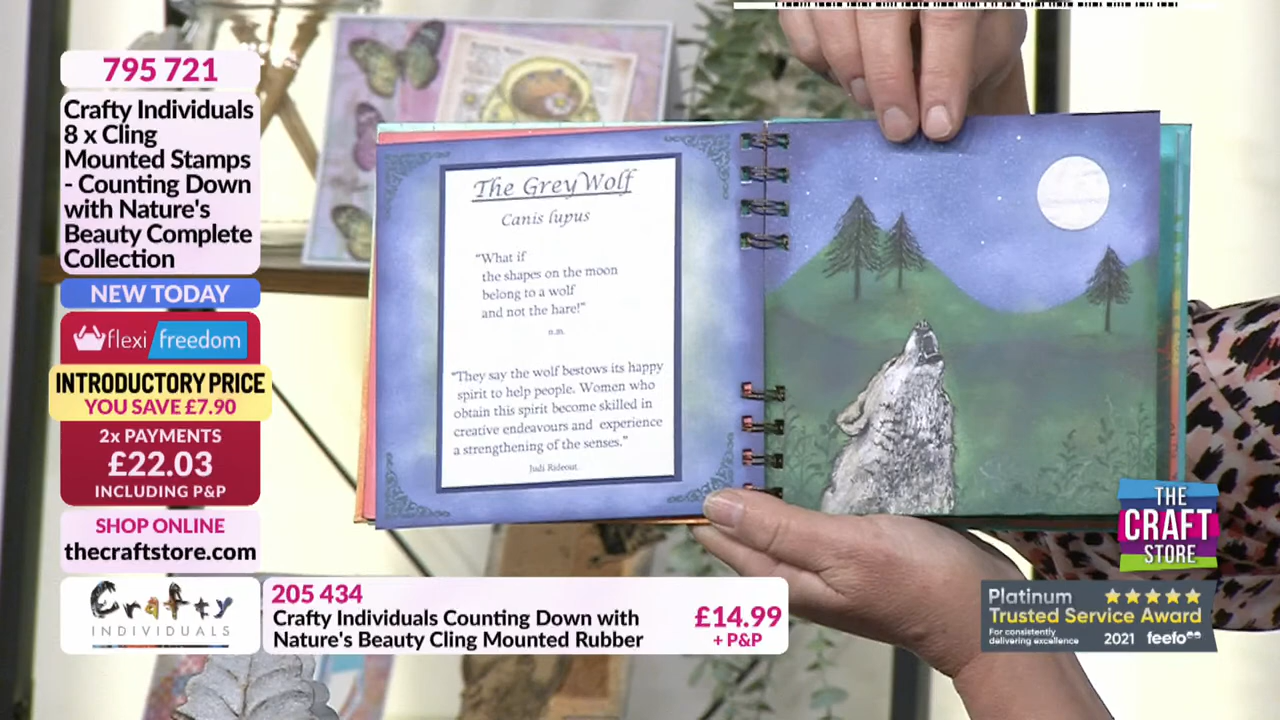 795 721
Crafty Individuals
8 x Cling
Mounted Stamps
- Counting Down
with Nature's
Beauty Complete
Collection
NEW TODAY
flexi freedom
INTRODUCTORY PRICE
YOU SAVE £7.90
2x PAYMENTS
£22.03
INCLUDING P&P
SHOP ONLINE
thecraftstore.com
Crafty
INDIVIDUALS
205 434
Crafty Individuals Counting Down with
Nature's Beauty Cling Mounted Rubber
£14.99
+ P&P
The Grey Wolf
Canis lupus
"What if
the shapes on the moon
belong to a wolf
and not the hare!"
n.m.
"They say the wolf bestows its happy
spirit to help people. Women who
obtain this spirit become skilled in
creative endeavours and experience
a strengthening of the senses."
Judi Rideout
THE
CRAFT
STORE
Platinum
Trusted Service Award
For consistently
delivering excellence
2021 feefo